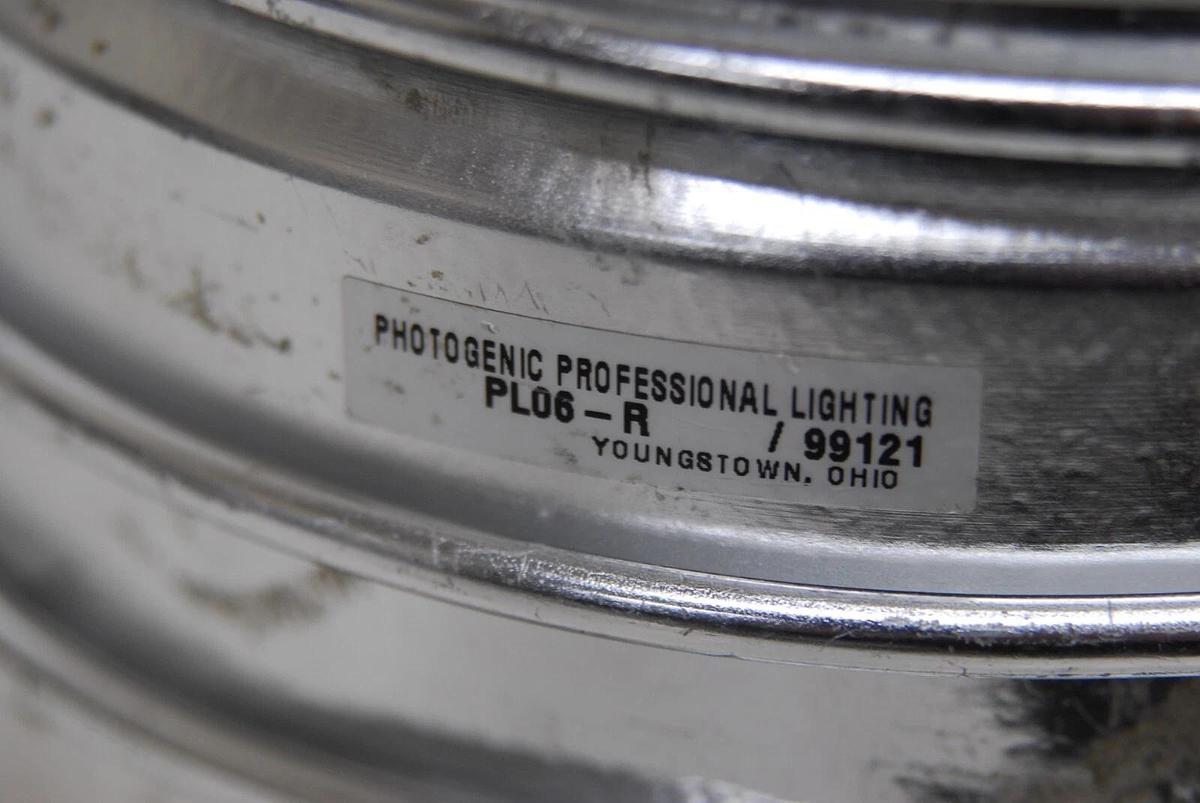 PHOTOGENIC PROFESSIONAL LIGHTING
PL06-R / 99121
YOUNGSTOWN, OHIO